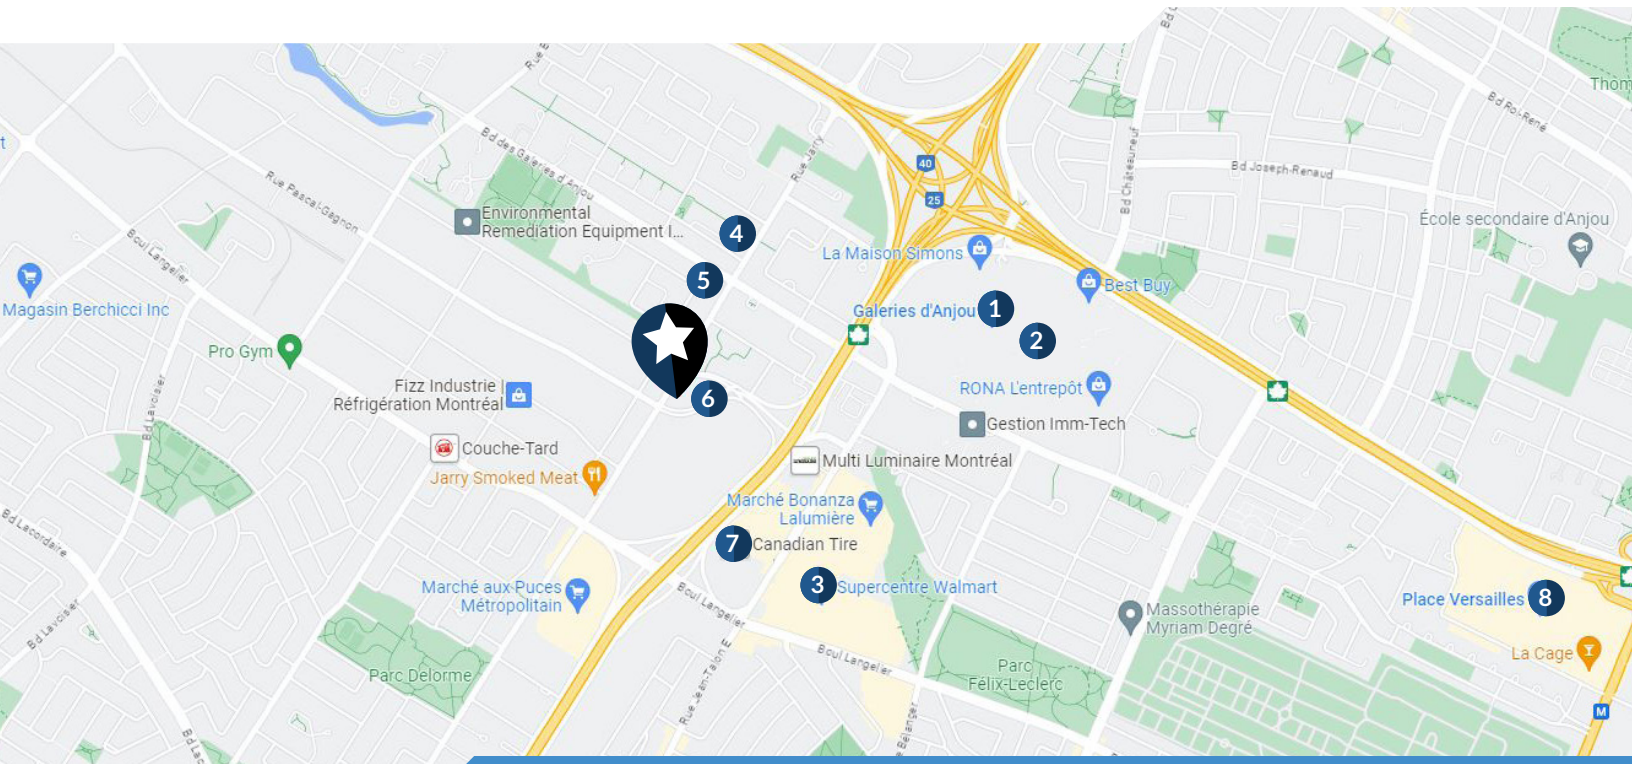 Bd Roi-René
Thom
Bd des Galeries d'Anjou
Rue Jarry
Bd Châteauneuf
Bd Joseph-Renaud
40
25
t
Rue Pascal-Gagnon
Environmental
Remediation Equipment I...
4
École secondaire d'Anjou
Boul Langelier
La Maison Simons
5
Best Buy
Magasin Berchicci Inc
Galeries d'Anjou
1
2
Pro Gym
Fizz Industrie |
Réfrigération Montréal
6
RONA L'entrepôt
Gestion Imm-Tech
Bd Lavoisier
Couche-Tard
Multi Luminaire Montréal
Jarry Smoked Meat
Marché Bonanza
Lalumière
Bd Lacordaire
7
Canadian Tire
3
Supercentre Walmart
Marché aux Puces
Métropolitain
Boul Langelier
Place Versailles
8
Massothérapie
Myriam Degré
Bd Lavoisier
Boul Langelier
La Cage
Parc Delorme
Parc
Félix-Leclerc
Rue Jean-Talon E
Rue Bélanger
M
Bd Lac